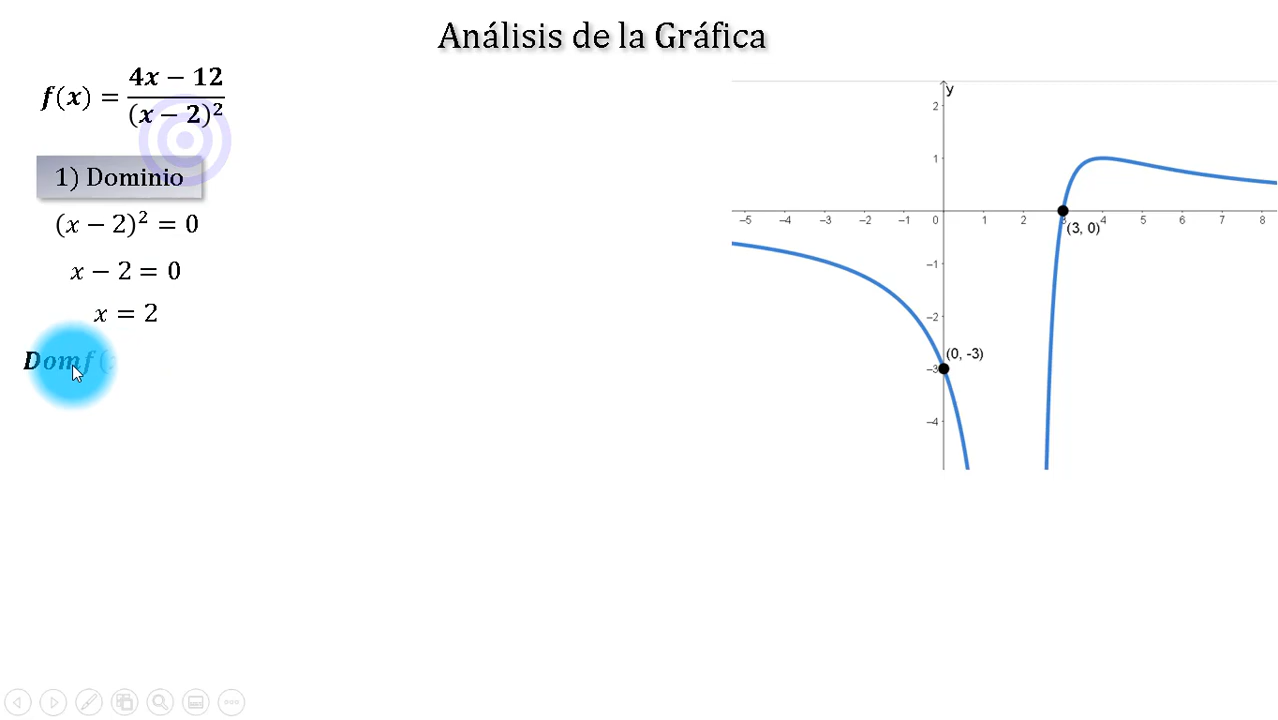 Análisis de la Gráfica
f(x) = \frac{4x − 12}{(x − 2)²}
1) Dominio
(x − 2)² = 0
x − 2 = 0
x = 2
Domf(
y
2
1
−5 −4 −3 −2 −1 0 1 2 3 4 5 6 7 8
(3, 0)
−1
−2
(0, -3)
−3
−4